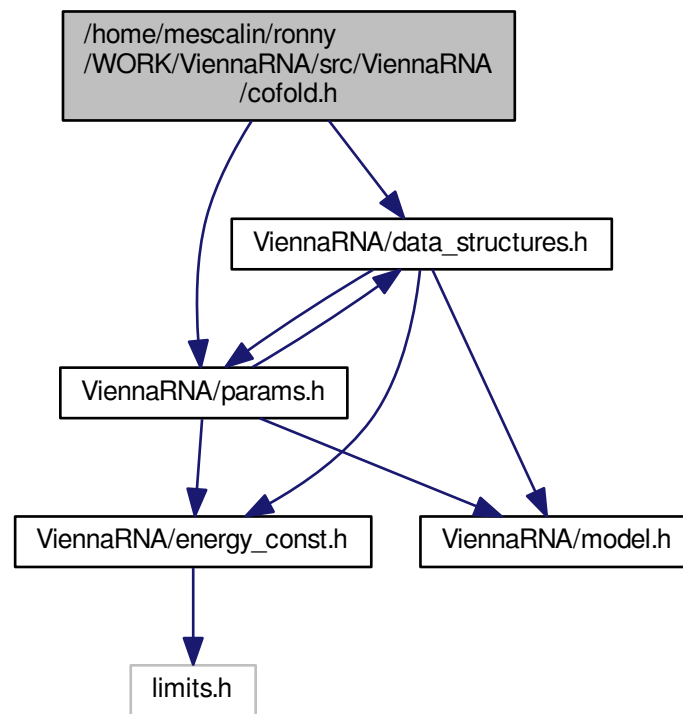 /home/mescalin/ronny
/WORK/ViennaRNA/src/ViennaRNA
/cofold.h
ViennaRNA/data_structures.h
ViennaRNA/params.h
ViennaRNA/energy_const.h
ViennaRNA/model.h
limits.h